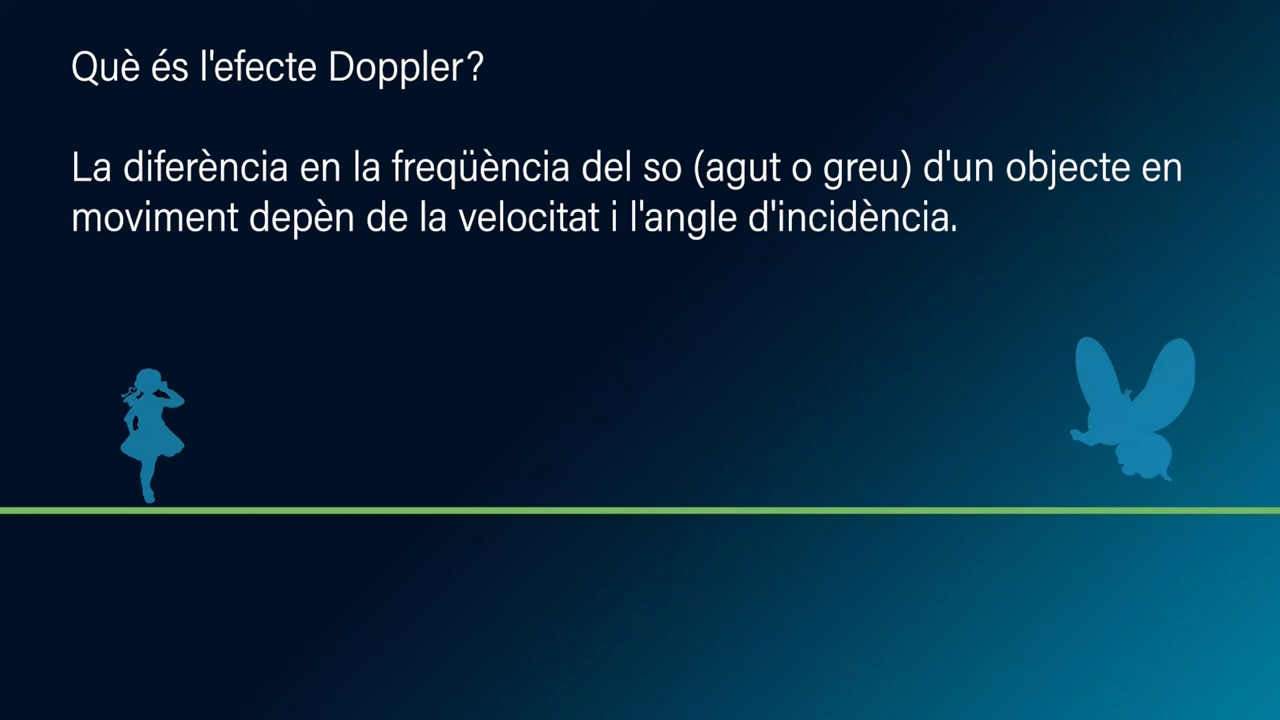 Què és l'efecte Doppler?
La diferència en la freqüència del so (agut o greu) d'un objecte en
moviment depèn de la velocitat i l'angle d'incidència.